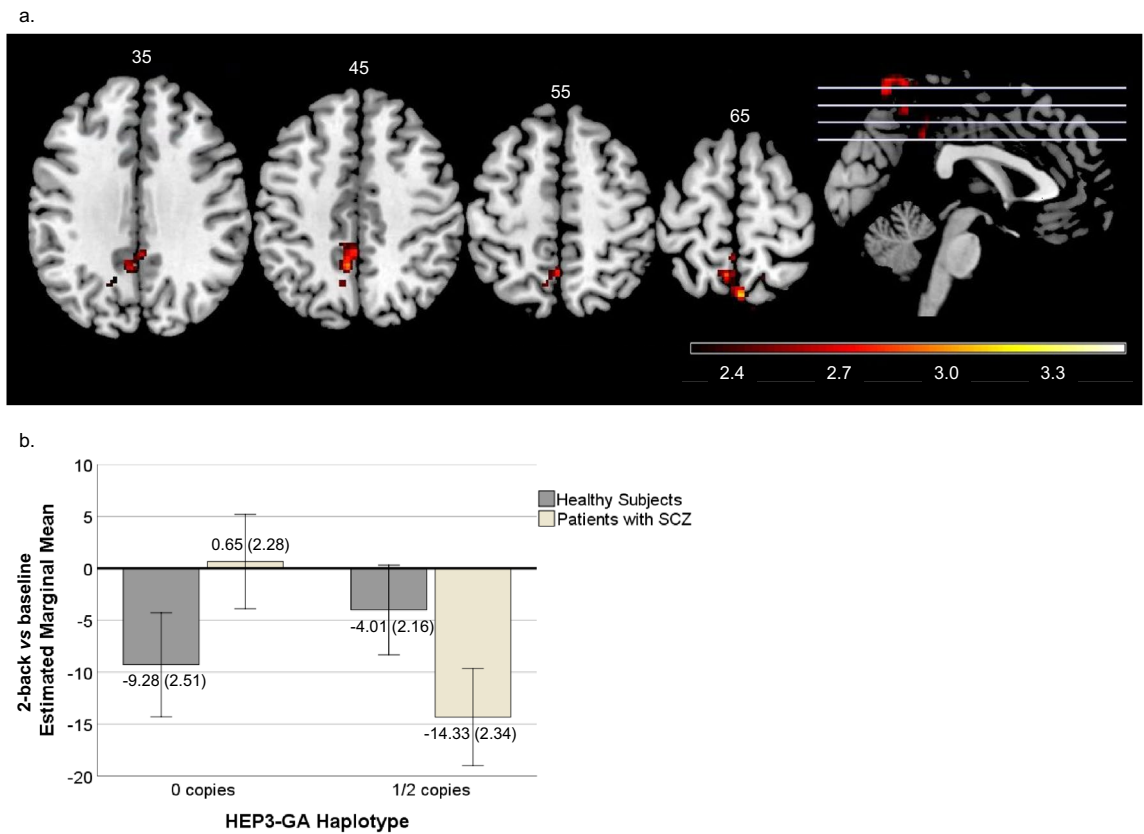 a.
35
45
55
65
2.4 2.7 3.0 3.3
b.
10
5
0
-5
-10
-15
-20
2-back vs baseline
Estimated Marginal Mean
Healthy Subjects
Patients with SCZ
0.65 (2.28)
-4.01 (2.16)
-9.28 (2.51)
-14.33 (2.34)
0 copies
1/2 copies
HEP3-GA Haplotype